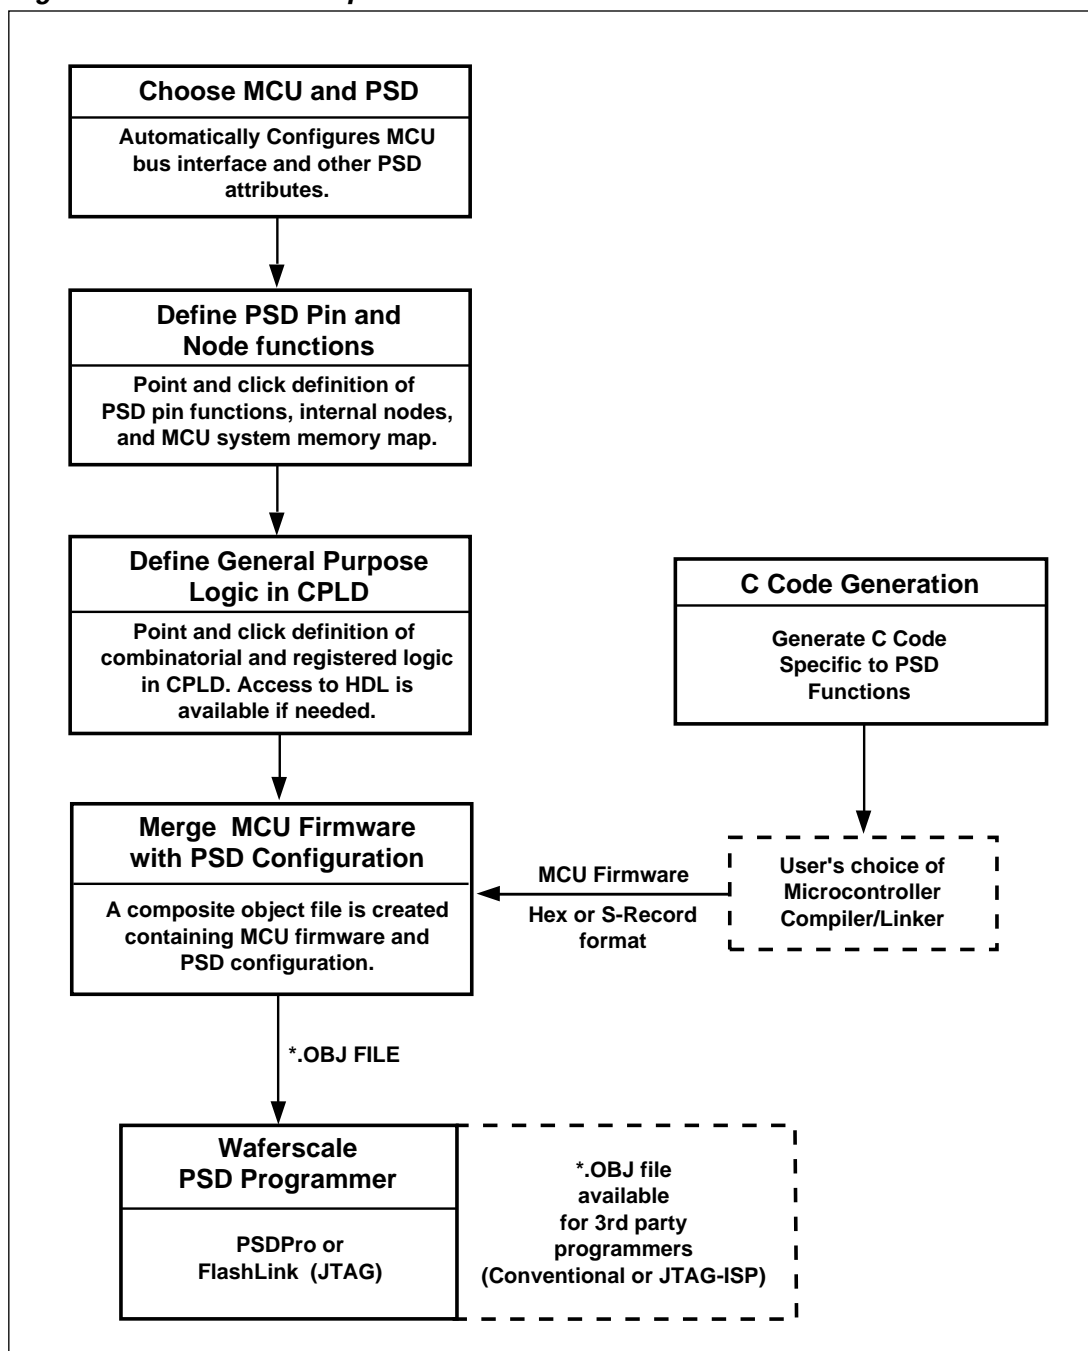 Choose MCU and PSD
Automatically Configures MCU
bus interface and other PSD
attributes.
Define PSD Pin and
Node functions
Point and click definition of
PSD pin functions, internal nodes,
and MCU system memory map.
Define General Purpose
Logic in CPLD
Point and click definition of
combinatorial and registered logic
in CPLD. Access to HDL is
available if needed.
C Code Generation
Generate C Code
Specific to PSD
Functions
Merge MCU Firmware
with PSD Configuration
A composite object file is created
containing MCU firmware and
PSD configuration.
MCU Firmware
Hex or S-Record
format
User's choice of
Microcontroller
Compiler/Linker
*.OBJ FILE
Waferscale
PSD Programmer
PSDPro or
FlashLink (JTAG)
*.OBJ file
available
for 3rd party
programmers
(Conventional or JTAG-ISP)